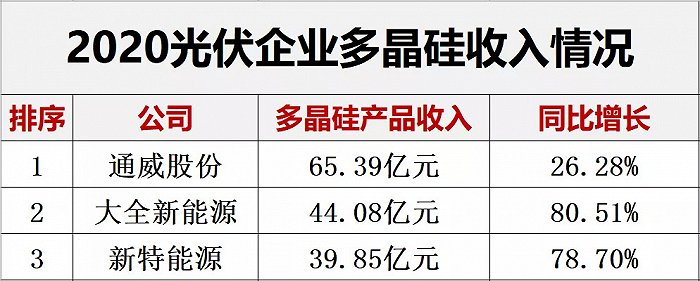 2020光伏企业多晶硅收入情况
排序 公司 多晶硅产品收入 同比增长
1 通威股份 65.39亿元 26.28%
2 大全新能源 44.08亿元 80.51%
3 新特能源 39.85亿元 78.70%